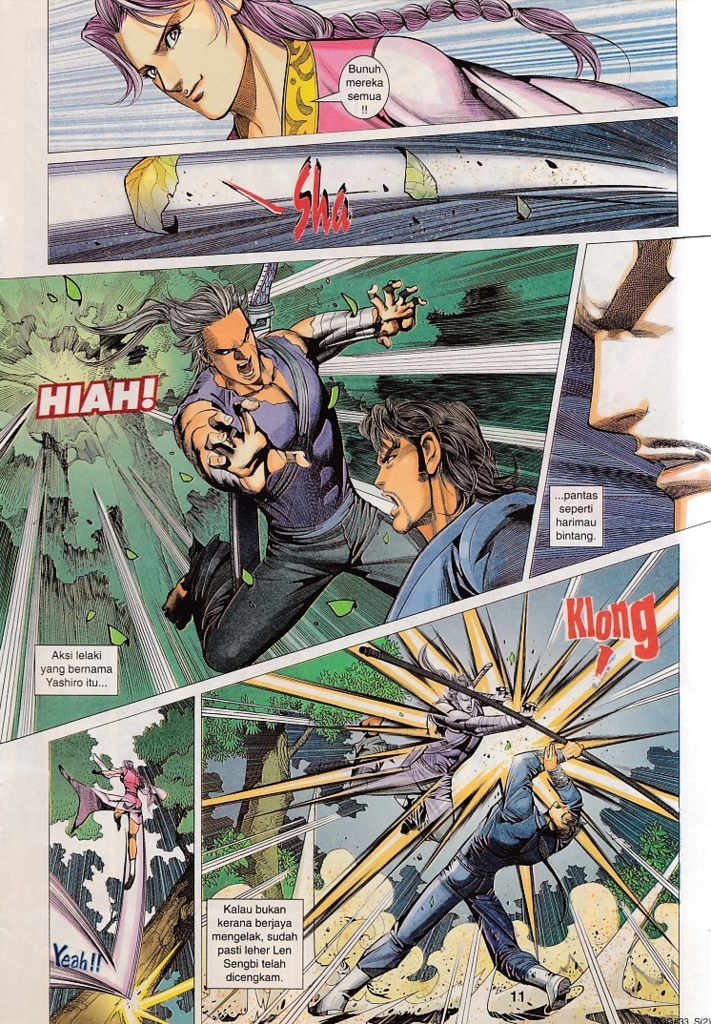 Bunuh
mereka
semua
!!
Sha
HIAH!
...pantas
seperti
harimau
bintang.
Aksi lelaki
yang bernama
Yashiro itu...
Klong
!
Yeah!!
Kalau bukan
kerana berjaya
mengelak, sudah
pasti leher Len
Sengbi telah
dicengkam.
11